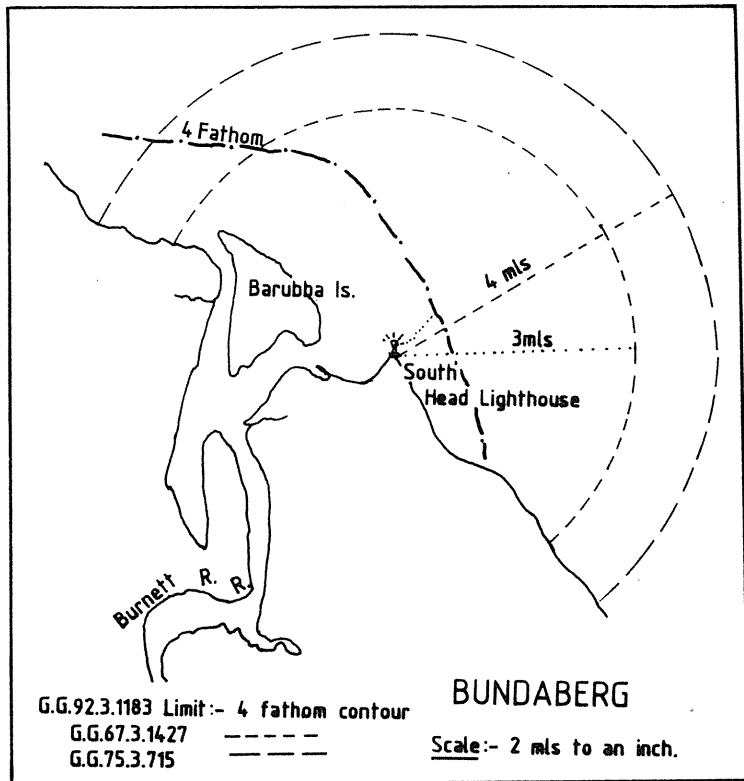 4 Fathom
Barubba Is.
4 mls
3mls
South
Head Lighthouse
Burnett R. R.
BUNDABERG
G.G.92.3.1183 Limit:- 4 fathom contour
G.G.67.3.1427
G.G.75.3.715
Scale:- 2 mls to an inch.